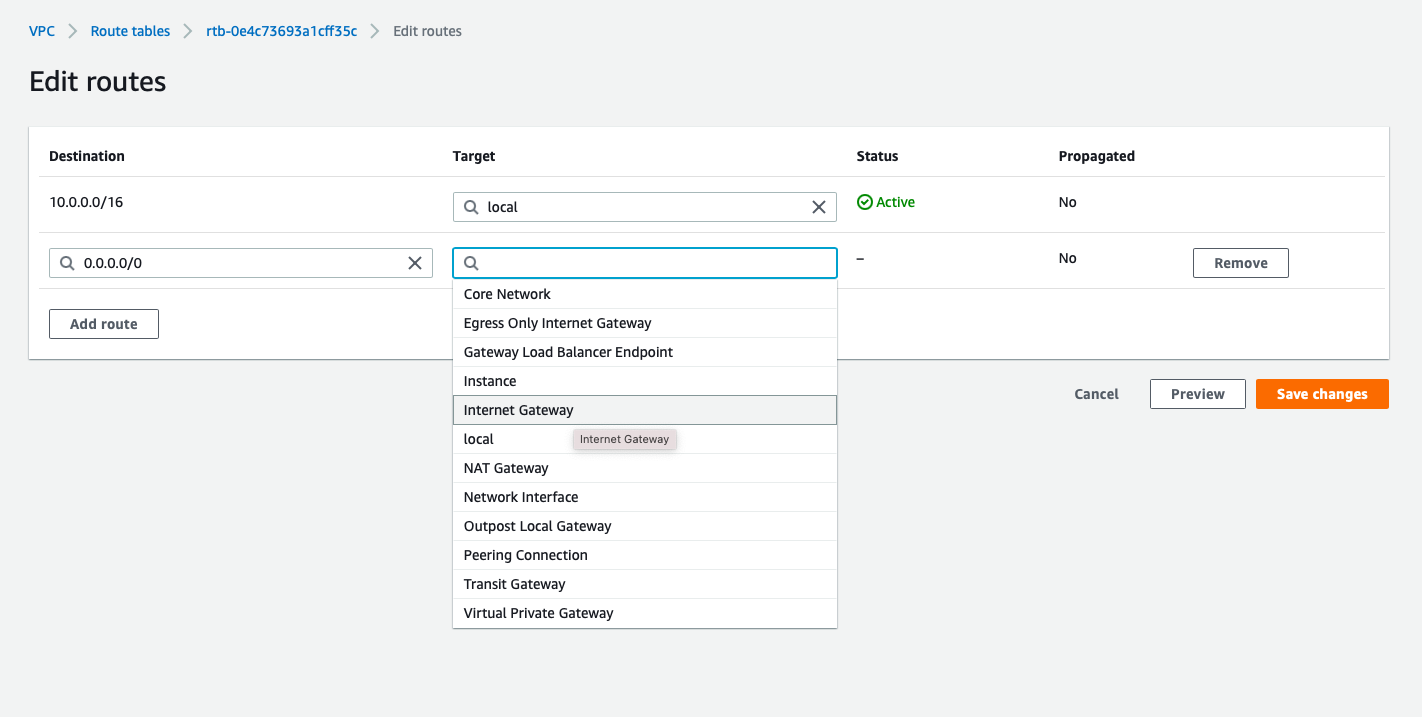 VPC > Route tables > rtb-0e4c73693a1cff35c > Edit routes
Edit routes
Destination Target Status Propagated
10.0.0.0/16 local Active No
0.0.0.0/0 – No Remove
Core Network
Egress Only Internet Gateway
Add route
Gateway Load Balancer Endpoint
Instance
Cancel Preview Save changes
Internet Gateway
local Internet Gateway
NAT Gateway
Network Interface
Outpost Local Gateway
Peering Connection
Transit Gateway
Virtual Private Gateway